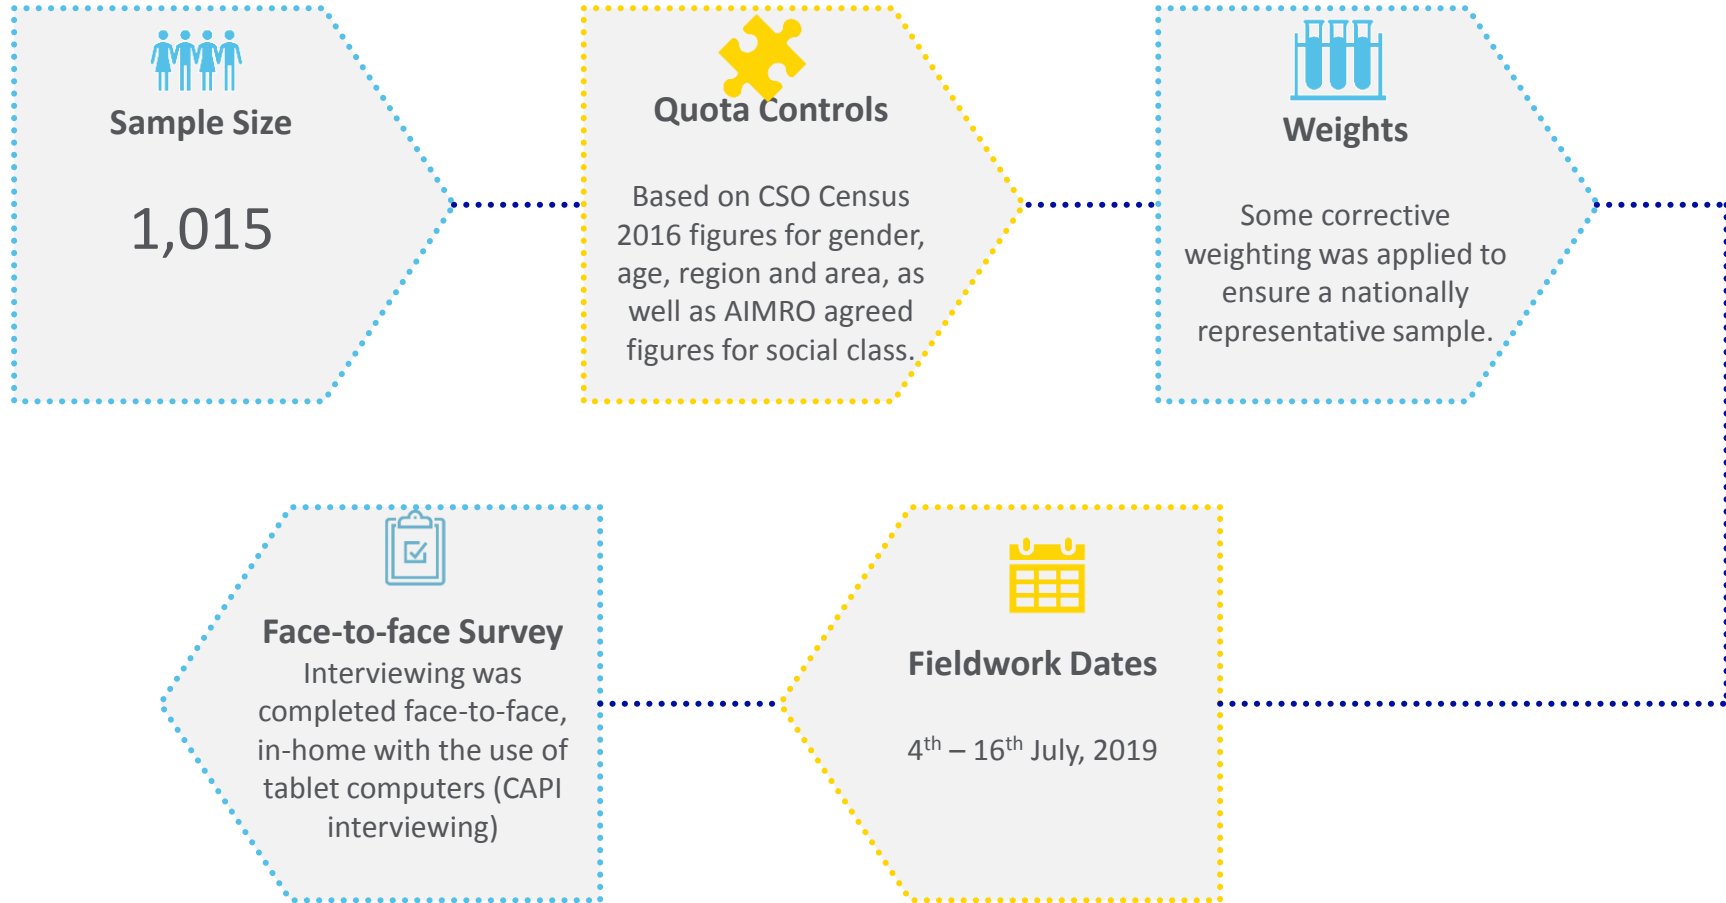 Sample Size
1,015
Quota Controls
Based on CSO Census
2016 figures for gender,
age, region and area, as
well as AIMRO agreed
figures for social class.
Weights
Some corrective
weighting was applied to
ensure a nationally
representative sample.
Fieldwork Dates
4th – 16th July, 2019
Face-to-face Survey
Interviewing was
completed face-to-face,
in-home with the use of
tablet computers (CAPI
interviewing)